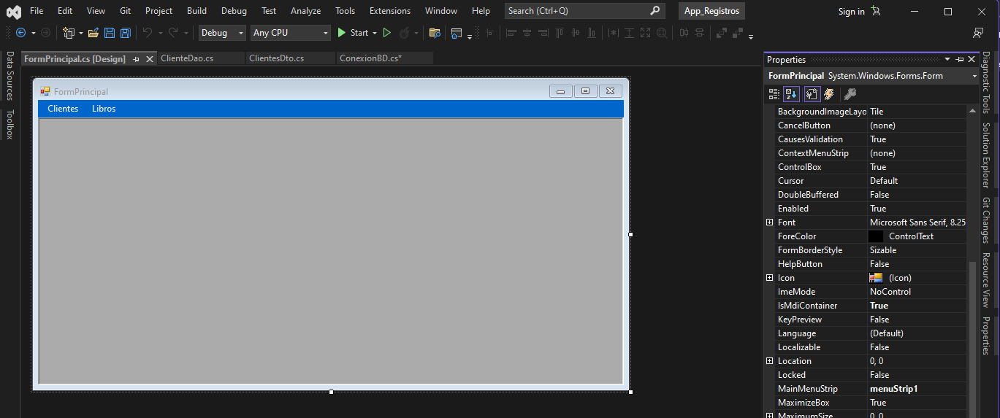 File Edit View Git Project Build Debug Test Analyze Tools Extensions Window Help Search (Ctrl+Q) App_Registros Sign in
Debug Any CPU Start
Data Sources
Toolbox
FormPrincipal.cs [Design] ClienteDao.cs ClientesDto.cs ConexionBD.cs*
FormPrincipal
Clientes Libros
Properties
FormPrincipal System.Windows.Forms.Form
BackgroundImageLayo Tile
CancelButton (none)
CausesValidation True
ContextMenuStrip (none)
ControlBox True
Cursor Default
DoubleBuffered False
Enabled True
Font Microsoft Sans Serif, 8.25
ForeColor ControlText
FormBorderStyle Sizable
HelpButton False
Icon (Icon)
ImeMode NoControl
IsMdiContainer True
KeyPreview False
Language (Default)
Localizable False
Location 0, 0
Locked False
MainMenuStrip menuStrip1
MaximizeBox True
MaximumSize 0, 0
Diagnostic Tools
Solution Explorer
Git Changes
Resource View
Properties